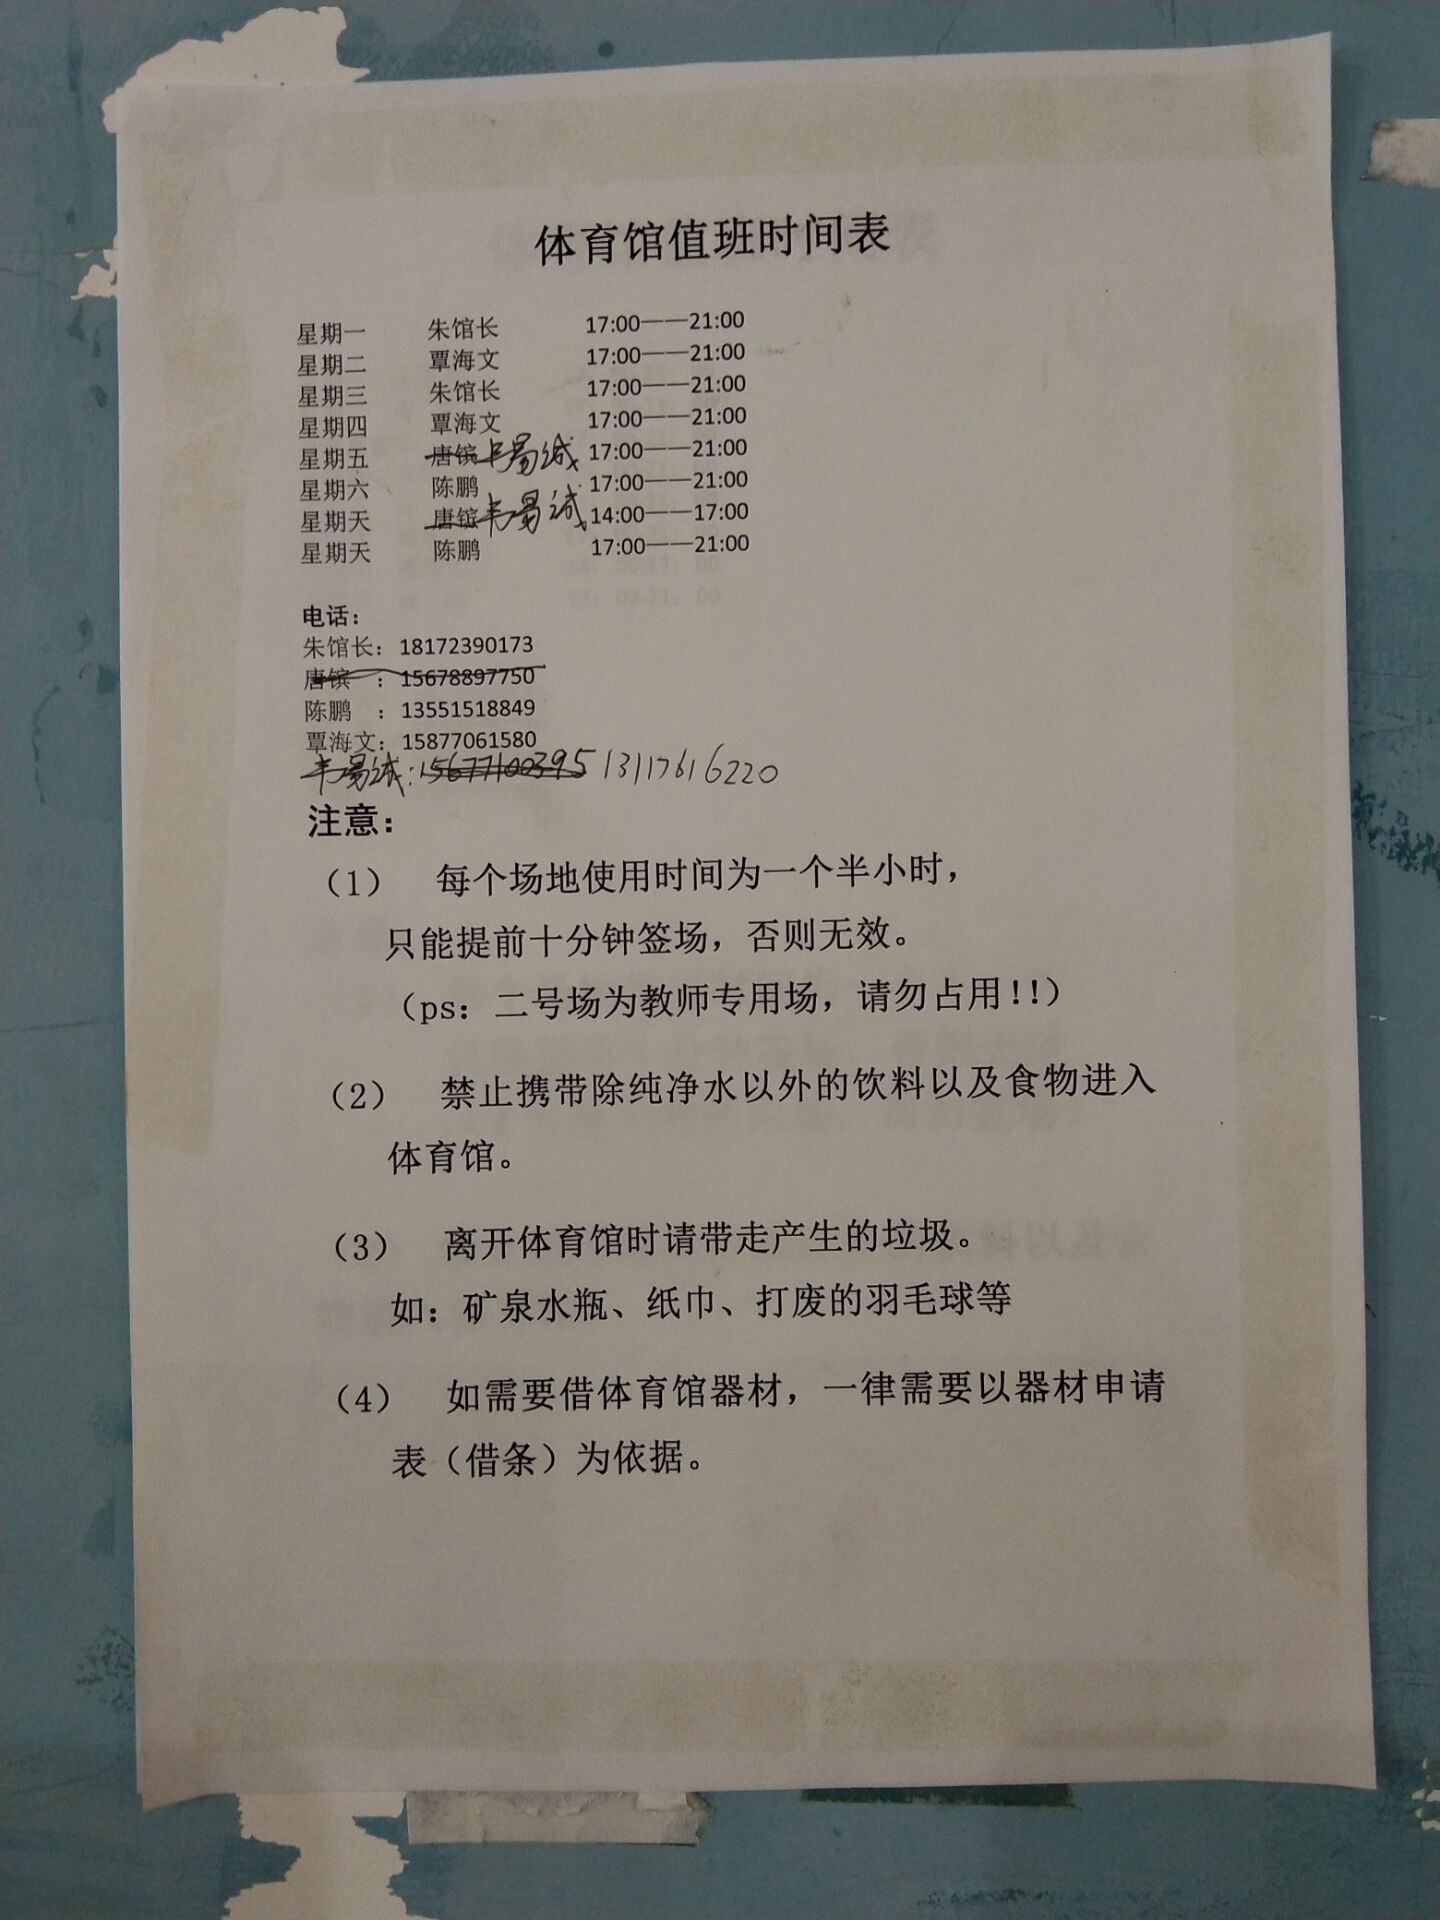 体育馆值班时间表
星期一 朱馆长 17:00——21:00
星期二 覃海文 17:00——21:00
星期三 朱馆长 17:00——21:00
星期四 覃海文 17:00——21:00
星期五 唐镔 韦易诚 17:00——21:00
星期六 陈鹏 17:00——21:00
星期天 唐镔 韦易诚 14:00——17:00
星期天 陈鹏 17:00——21:00
电话：
朱馆长：18172390173
唐镔 ：15678897750
陈鹏 ：13551518849
覃海文：15877061580
韦易诚：15677100395 13117616220
注意：
（1） 每个场地使用时间为一个半小时，
只能提前十分钟签场，否则无效。
（ps：二号场为教师专用场，请勿占用!!）
（2） 禁止携带除纯净水以外的饮料以及食物进入
体育馆。
（3） 离开体育馆时请带走产生的垃圾。
如：矿泉水瓶、纸巾、打废的羽毛球等
（4） 如需要借体育馆器材，一律需要以器材申请
表（借条）为依据。